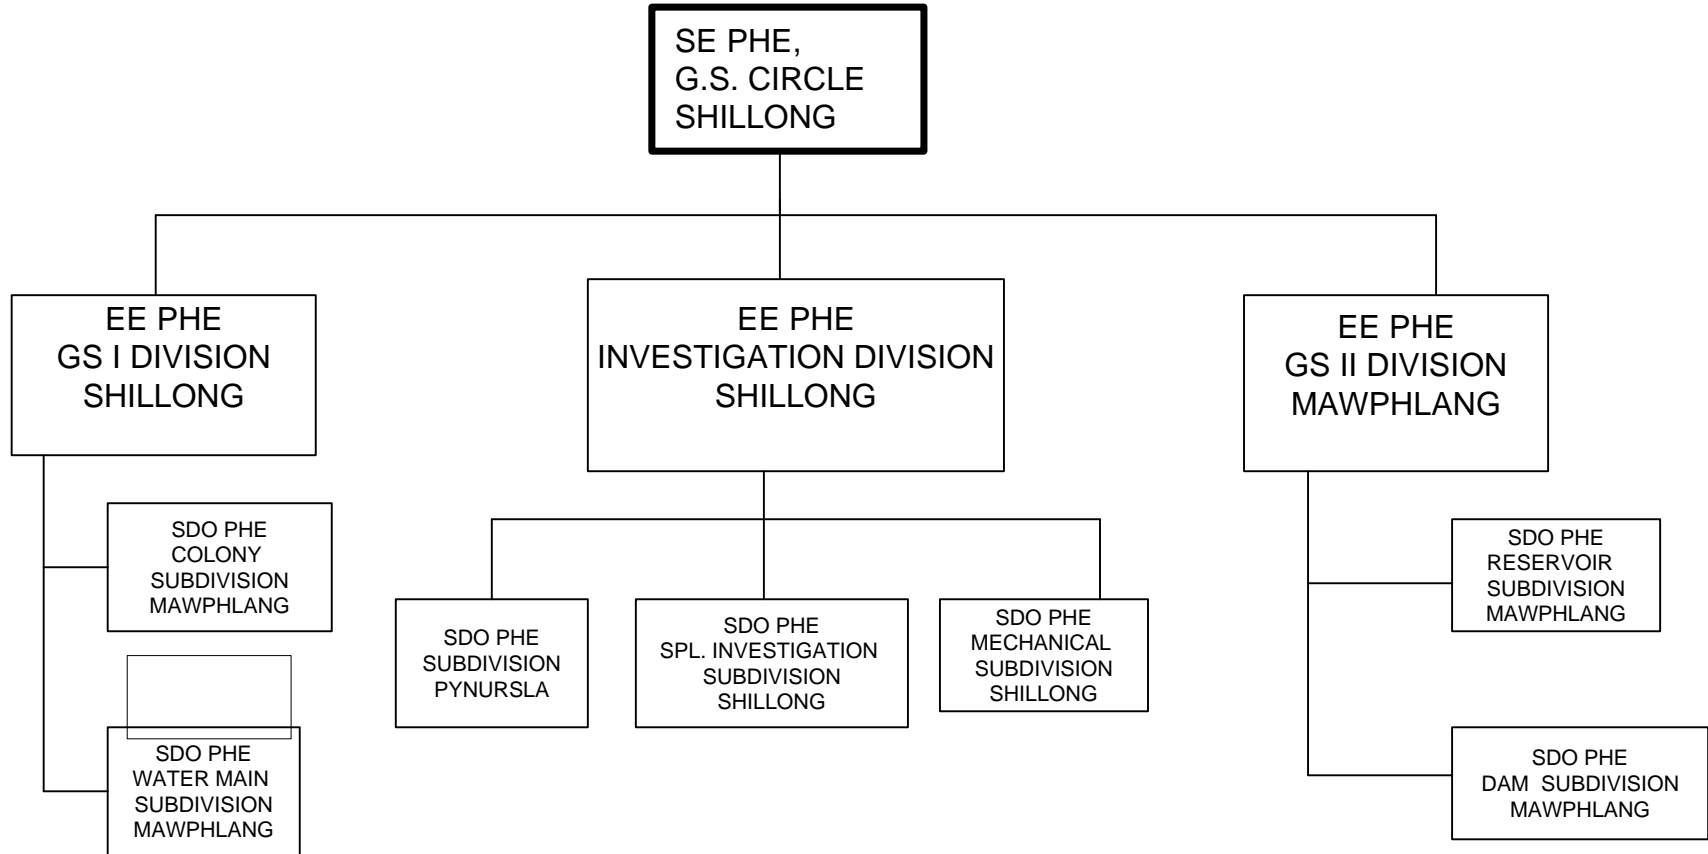 SE PHE,
G.S. CIRCLE
SHILLONG
EE PHE
GS I DIVISION
SHILLONG
EE PHE
INVESTIGATION DIVISION
SHILLONG
EE PHE
GS II DIVISION
MAWPHLANG
SDO PHE
COLONY
SUBDIVISION
MAWPHLANG
SDO PHE
WATER MAIN
SUBDIVISION
MAWPHLANG
SDO PHE
SUBDIVISION
PYNURSLA
SDO PHE
SPL. INVESTIGATION
SUBDIVISION
SHILLONG
SDO PHE
MECHANICAL
SUBDIVISION
SHILLONG
SDO PHE
RESERVOIR
SUBDIVISION
MAWPHLANG
SDO PHE
DAM  SUBDIVISION
MAWPHLANG